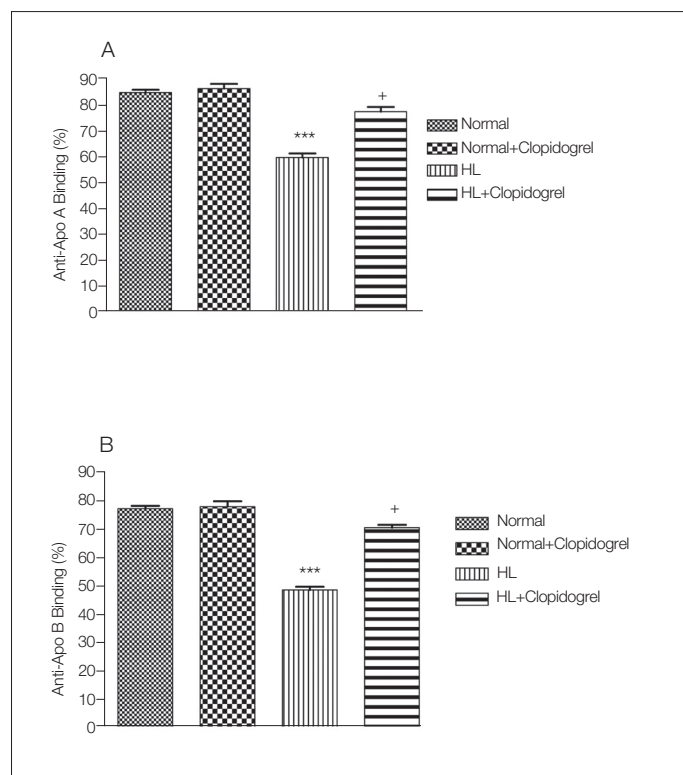 A
Anti-Apo A Binding (%)
90
80
70
60
50
40
30
20
10
0
***
+
Normal
Normal+Clopidogrel
HL
HL+Clopidogrel
B
Anti-Apo B Binding (%)
90
80
70
60
50
40
30
20
10
0
***
+
Normal
Normal+Clopidogrel
HL
HL+Clopidogrel